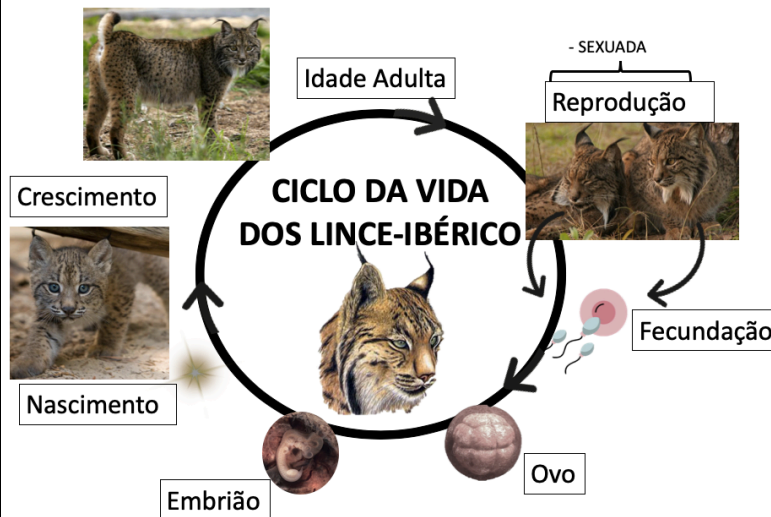 - SEXUADA
Idade Adulta
Reprodução
CICLO DA VIDA
DOS LINCE-IBÉRICO
Crescimento
Fecundação
Nascimento
Ovo
Embrião